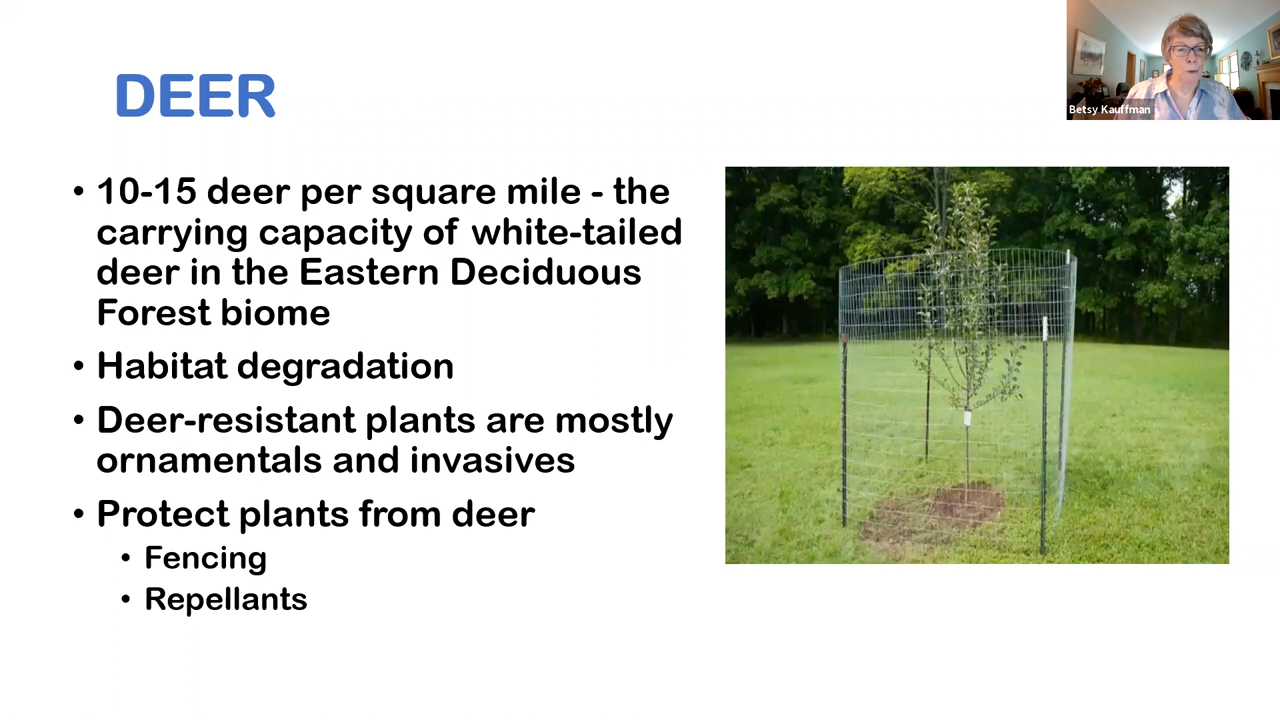 DEER
Betsy Kauffman
• 10-15 deer per square mile - the
carrying capacity of white-tailed
deer in the Eastern Deciduous
Forest biome
• Habitat degradation
• Deer-resistant plants are mostly
ornamentals and invasives
• Protect plants from deer
• Fencing
• Repellants